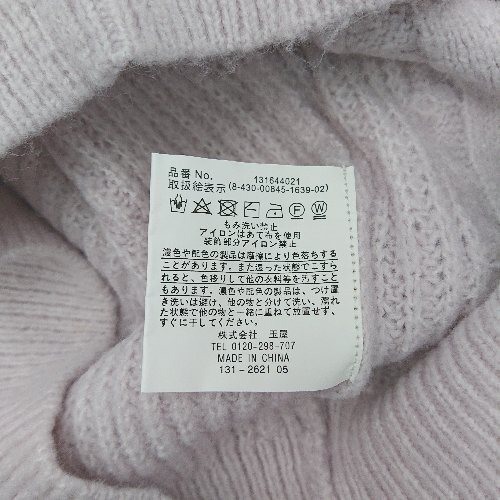 品番No. 131644021
取扱絵表示(8-430-00845-1639-02)
もみ洗い禁止
アイロンはあて布を使用
装飾部分アイロン禁止
濃色や配色の製品は摩擦により色落ちする
ことがあります。また湿った状態でこすら
れると、色移りして他の衣料等を汚すこと
もあります。濃色や配色の製品は、つけ置
き洗いは避け、他の物と分けて洗い、濡れ
た状態で他の物と一緒に重ねて放置せず、
すぐに干してください。
株式会社 玉屋
TEL 0120-298-707
MADE IN CHINA
131-2621 05